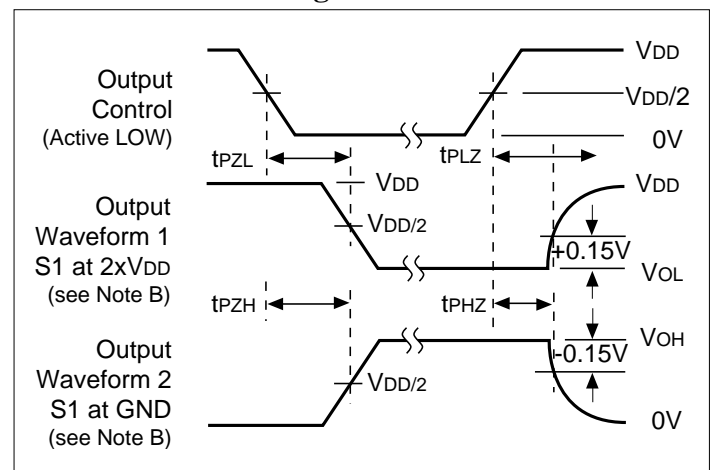 Output
Control
(Active LOW)
VDD
VDD/2
0V
tPZL
tPLZ
VDD
VDD
Output
Waveform 1
S1 at 2xVDD
(see Note B)
VDD/2
+0.15V
VOL
tPZH
tPHZ
VOH
Output
Waveform 2
S1 at GND
(see Note B)
VDD/2
-0.15V
0V